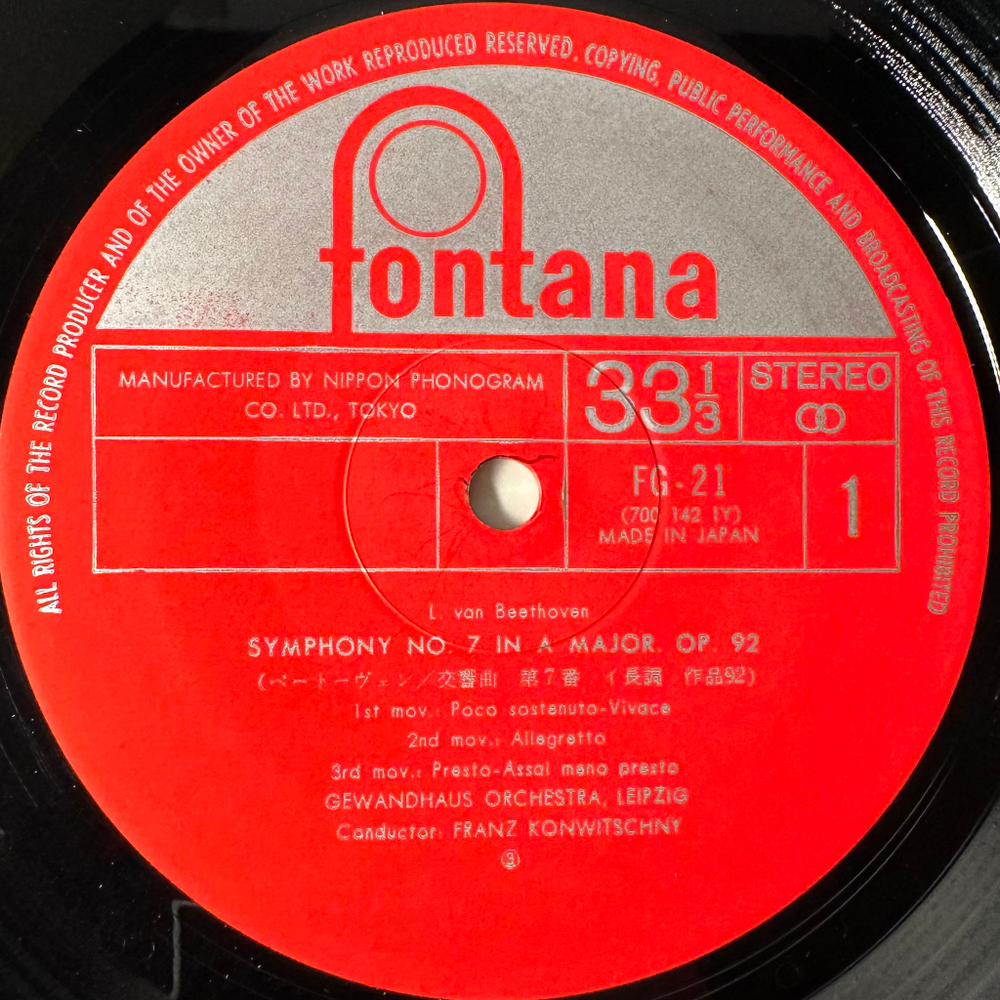 ALL RIGHTS OF THE RECORD PRODUCER AND OF THE OWNER OF THE WORK REPRODUCED RESERVED. COPYING, PUBLIC PERFORMANCE AND BROADCASTING OF THIS RECORD PROHIBITED
fontana
MANUFACTURED BY NIPPON PHONOGRAM
CO. LTD., TOKYO
33 1/3
STEREO
FG-21
(700 142 1Y)
MADE IN JAPAN
1
L. van Beethoven
SYMPHONY NO. 7 IN A MAJOR. OP. 92
(ベートーヴェン/交響曲 第7番 イ長調 作品92)
1st mov.: Poco sostenuto-Vivace
2nd mov.: Allegretto
3rd mov.: Presto-Assai meno presto
GEWANDHAUS ORCHESTRA, LEIPZIG
Conductor: FRANZ KONWITSCHNY